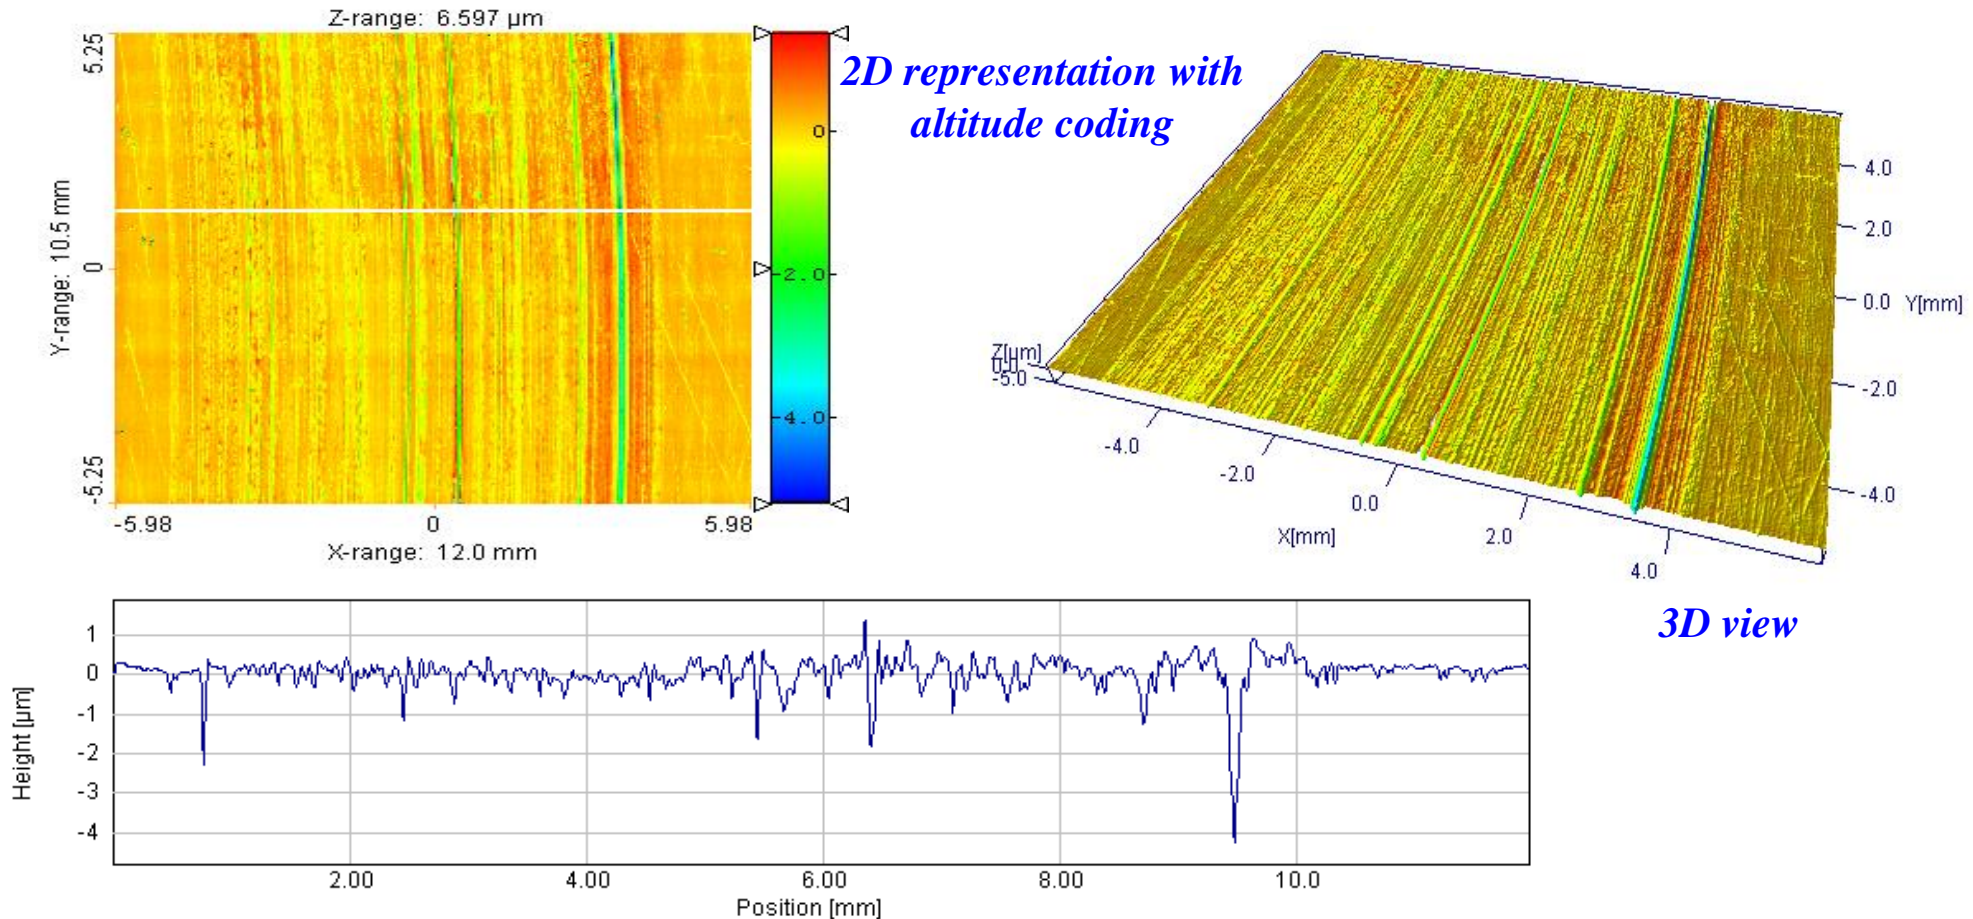 Z-range: 6.597 µm
5.25
0
-5.25
Y-range: 10.5 mm
-5.98
0
5.98
X-range: 12.0 mm
0
-2.0
-4.0
2D representation with
altitude coding
4.0
2.0
0.0 Y[mm]
-2.0
-4.0
Z[µm]
0.0
-5.0
-4.0
-2.0
0.0
2.0
4.0
X[mm]
3D view
1
0
-1
-2
-3
-4
Height [µm]
2.00
4.00
6.00
8.00
10.0
Position [mm]